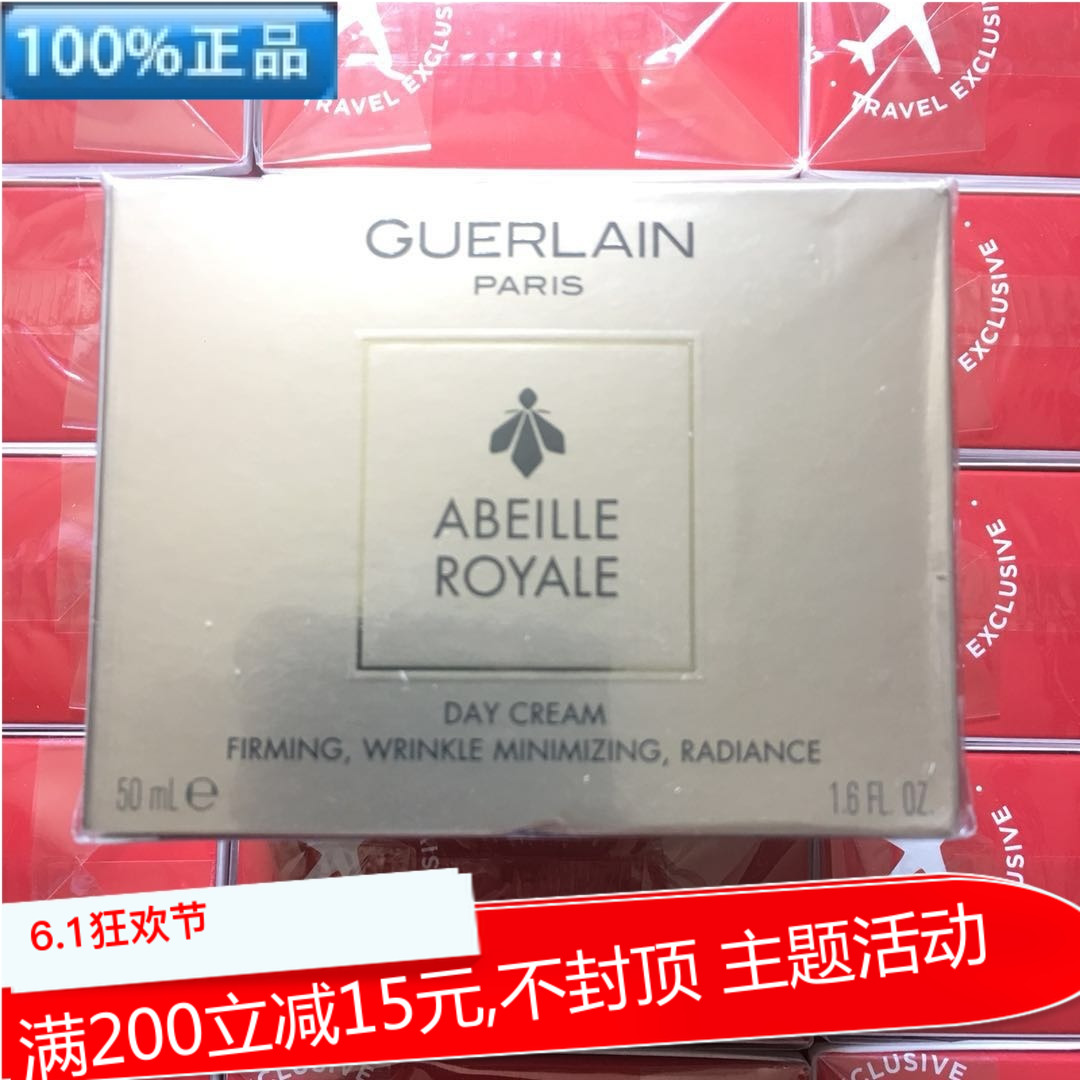 100%正品
TRAVEL EXCLUS
TRAVEL EXCLUSIVE
GUERLAIN
PARIS
EXCLUSIVE
ABEILLE
ROYALE
EXCLUSIVE
DAY CREAM
FIRMING, WRINKLE MINIMIZING, RADIANCE
50 mL e
1.6 FL. OZ.
6.1狂欢节
满200立减15元,不封顶 主题活动
EXCLUSIVE